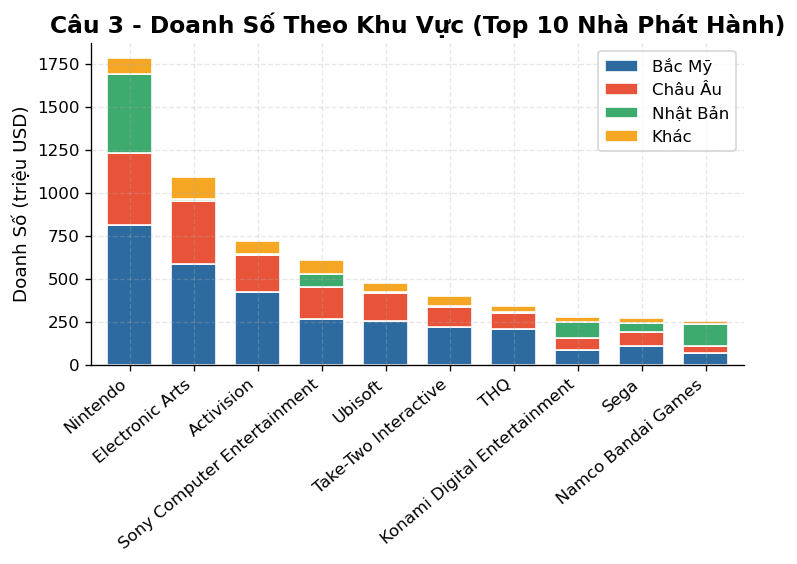 Câu 3 - Doanh Số Theo Khu Vực (Top 10 Nhà Phát Hành)
Doanh Số (triệu USD)
1750
1500
1250
1000
750
500
250
0
Bắc Mỹ
Châu Âu
Nhật Bản
Khác
Nintendo
Electronic Arts
Activision
Sony Computer Entertainment
Ubisoft
Take-Two Interactive
THQ
Konami Digital Entertainment
Sega
Namco Bandai Games